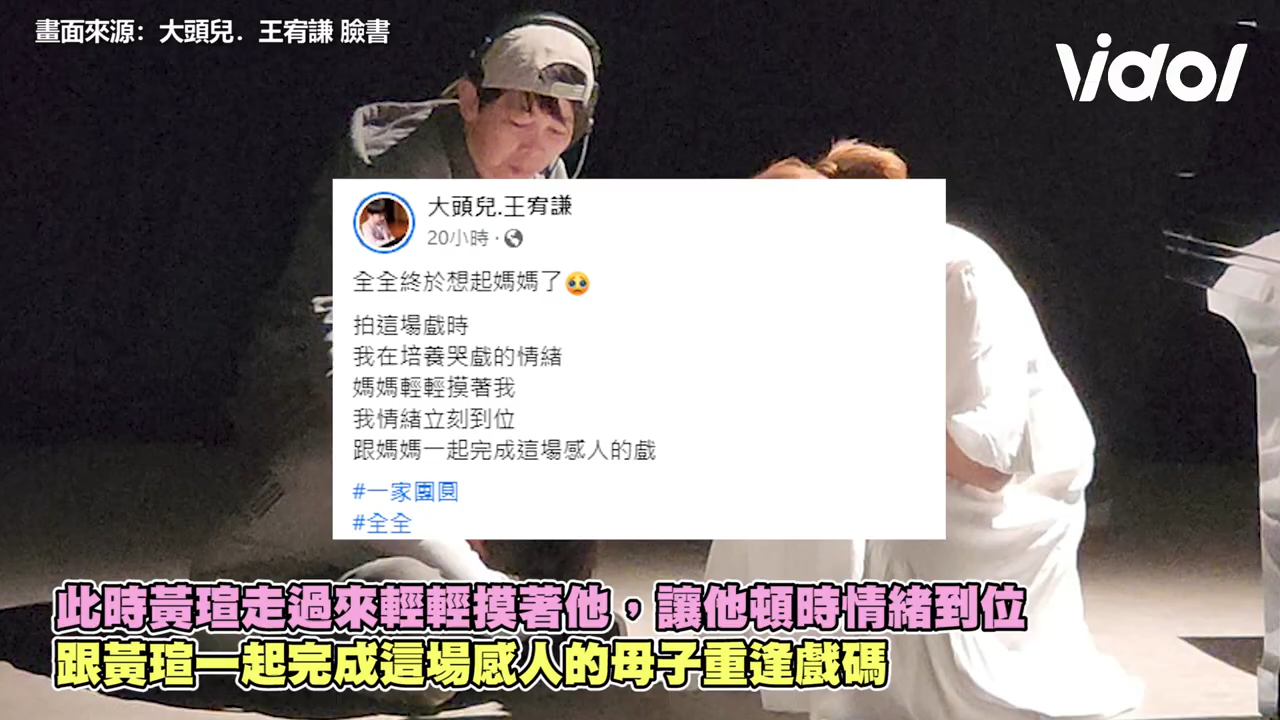 畫面來源：大頭兒．王宥謙 臉書
Vidol
大頭兒.王宥謙
20小時 ·
全全終於想起媽媽了
拍這場戲時
我在培養哭戲的情緒
媽媽輕輕摸著我
我情緒立刻到位
跟媽媽一起完成這場感人的戲
#一家團圓
#全全
此時黃瑄走過來輕輕摸著他，讓他頓時情緒到位
跟黃瑄一起完成這場感人的母子重逢戲碼